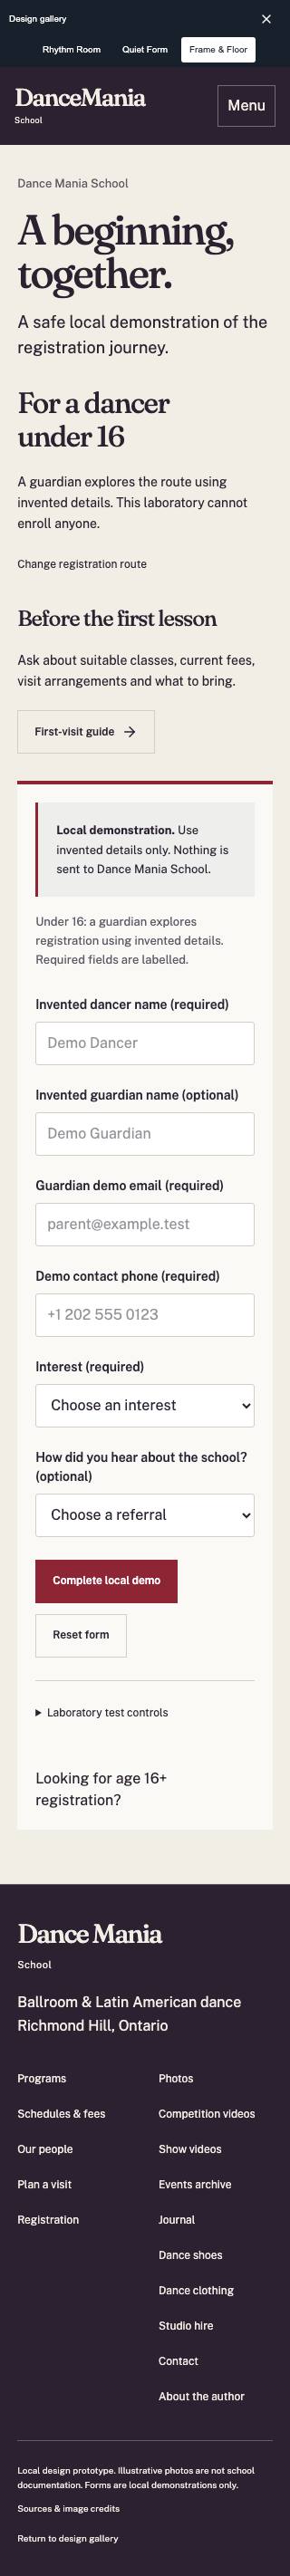 Design gallery
×
Rhythm Room Quiet Form Frame & Floor
DanceMania
School
Menu
Dance Mania School
A beginning,
together.
A safe local demonstration of the
registration journey.
For a dancer
under 16
A guardian explores the route using
invented details. This laboratory cannot
enroll anyone.
Change registration route
Before the first lesson
Ask about suitable classes, current fees,
visit arrangements and what to bring.
First-visit guide →
Local demonstration. Use
invented details only. Nothing is
sent to Dance Mania School.
Under 16: a guardian explores
registration using invented details.
Required fields are labelled.
Invented dancer name (required)
Demo Dancer
Invented guardian name (optional)
Demo Guardian
Guardian demo email (required)
parent@example.test
Demo contact phone (required)
+1 202 555 0123
Interest (required)
Choose an interest
How did you hear about the school?
(optional)
Choose a referral
Complete local demo
Reset form
Laboratory test controls
Looking for age 16+
registration?
Dance Mania
School
Ballroom & Latin American dance
Richmond Hill, Ontario
Programs
Schedules & fees
Our people
Plan a visit
Registration
Photos
Competition videos
Show videos
Events archive
Journal
Dance shoes
Dance clothing
Studio hire
Contact
About the author
Local design prototype. Illustrative photos are not school
documentation. Forms are local demonstrations only.
Sources & image credits
Return to design gallery